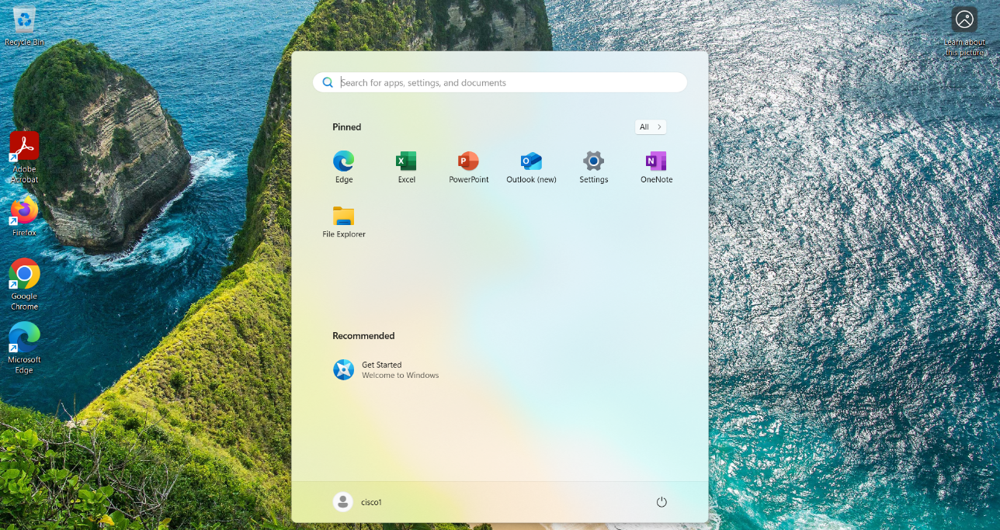 Recycle Bin
Learn about
this picture
Adobe
Acrobat
Firefox
Google
Chrome
Microsoft
Edge
Search for apps, settings, and documents
Pinned
All
Edge
Excel
PowerPoint
Outlook (new)
Settings
OneNote
File Explorer
Recommended
Get Started
Welcome to Windows
cisco1